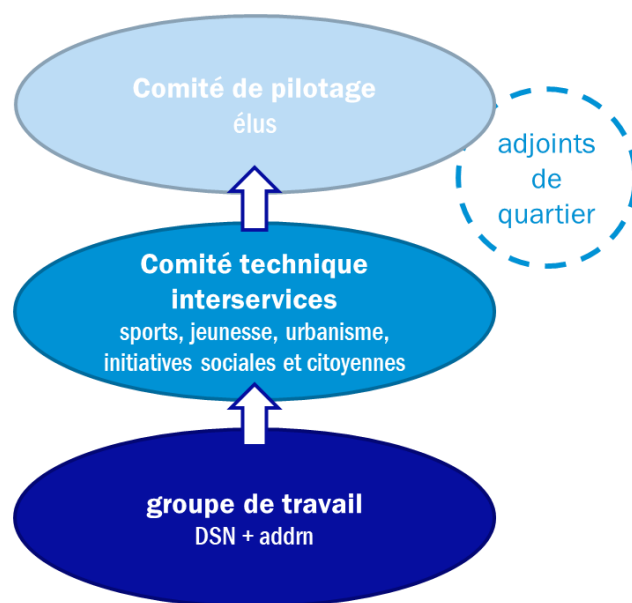 Comité de pilotage
élus
adjoints
de
quartier
Comité technique
interservices
sports, jeunesse, urbanisme,
initiatives sociales et citoyennes
groupe de travail
DSN + addrn